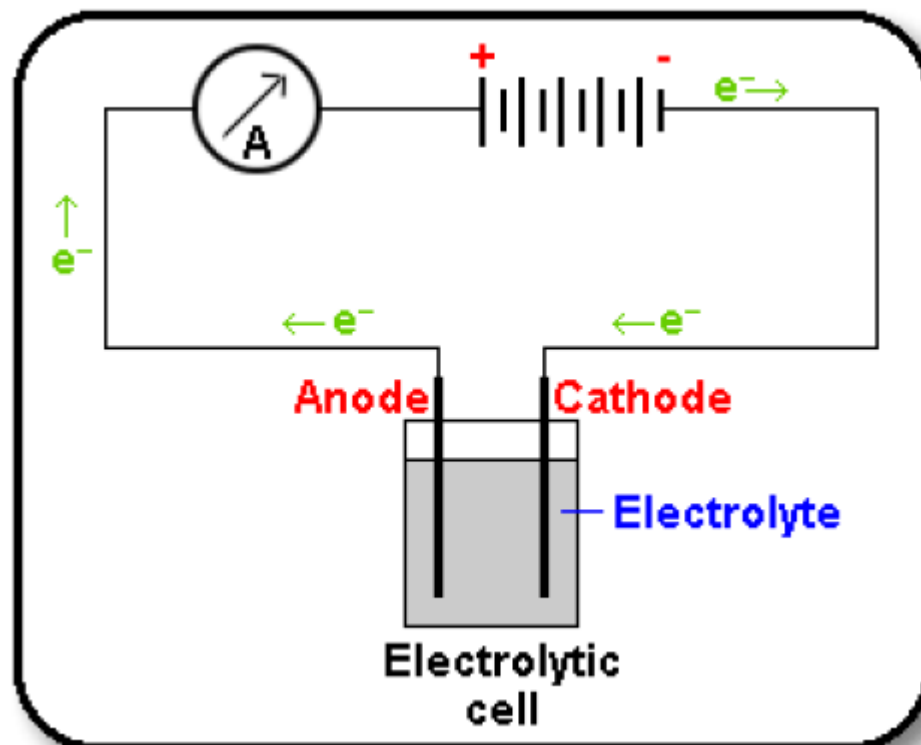 + -
e⁻→
A
↑
e⁻
←e⁻ ←e⁻
Anode Cathode
Electrolyte
Electrolytic
cell